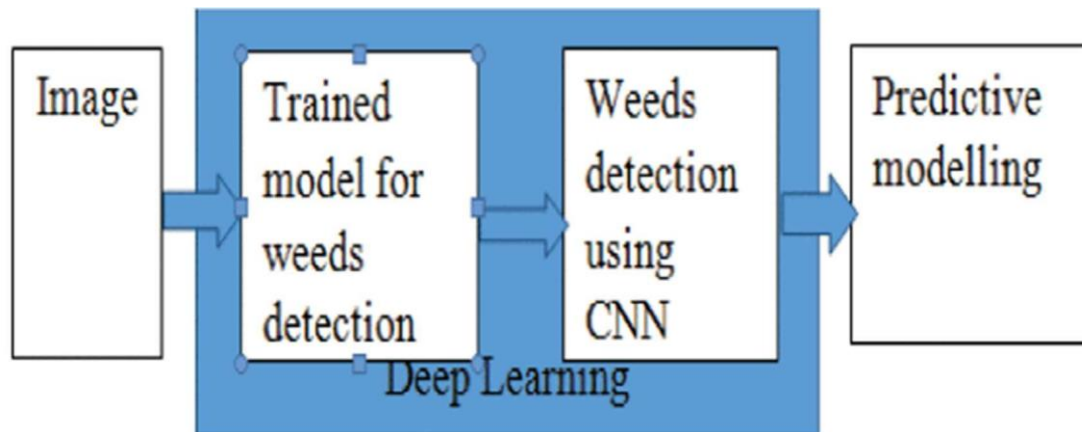 Image
Trained
model for
weeds
detection
Weeds
detection
using
CNN
Predictive
modelling
Deep Learning